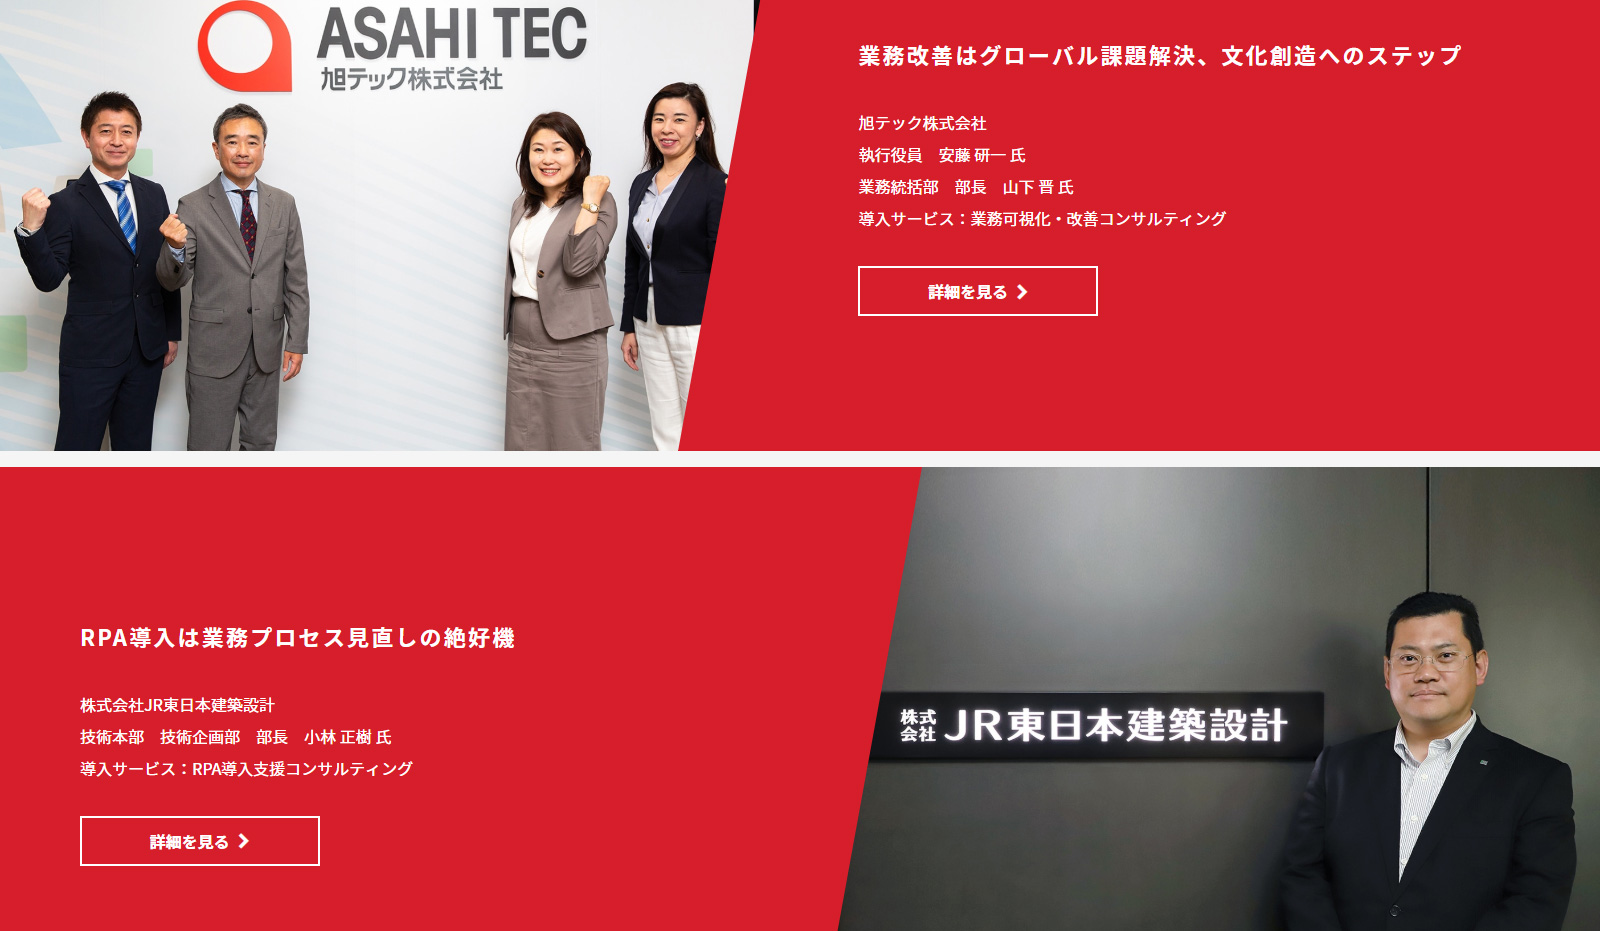 ASAHI TEC
旭テック株式会社
業務改善はグローバル課題解決、文化創造へのステップ
旭テック株式会社
執行役員　安藤 研一 氏
業務統括部　部長　山下 晋 氏
導入サービス：業務可視化・改善コンサルティング
詳細を見る
RPA導入は業務プロセス見直しの絶好機
株式会社JR東日本建築設計
技術本部　技術企画部　部長　小林 正樹 氏
導入サービス：RPA導入支援コンサルティング
詳細を見る
株式会社JR東日本建築設計